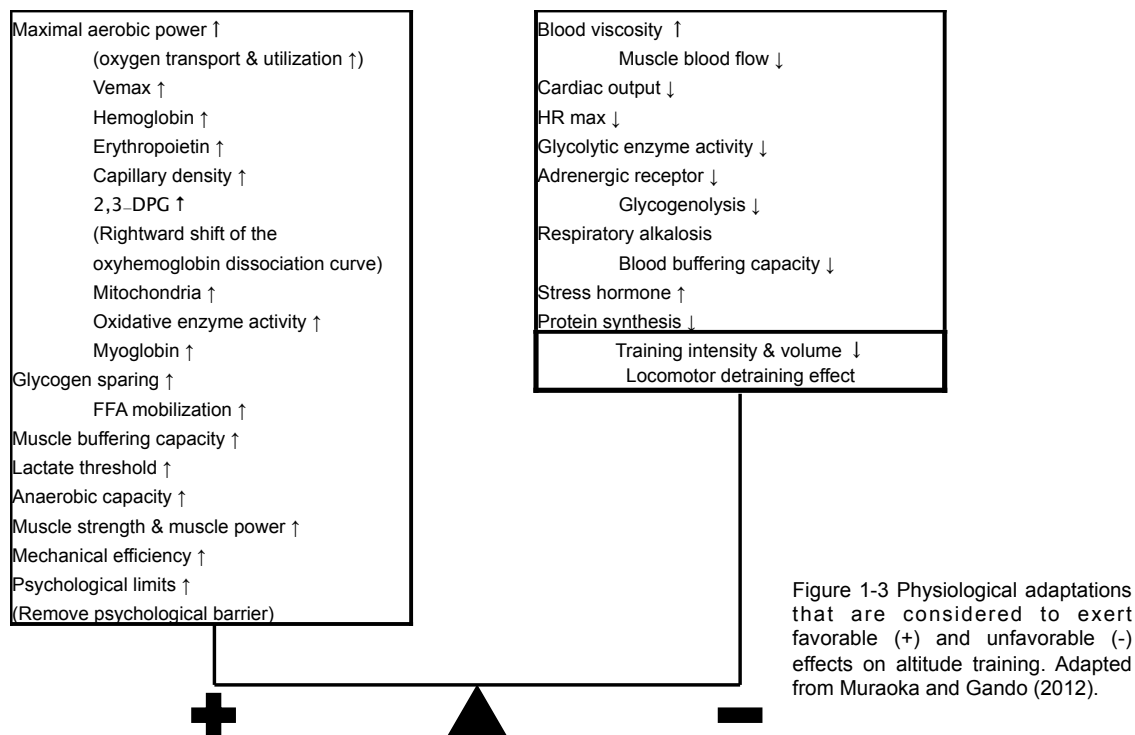 Maximal aerobic power ↑
(oxygen transport & utilization ↑)
Vemax ↑
Hemoglobin ↑
Erythropoietin ↑
Capillary density ↑
2,3–DPG ↑
(Rightward shift of the
oxyhemoglobin dissociation curve)
Mitochondria ↑
Oxidative enzyme activity ↑
Myoglobin ↑
Glycogen sparing ↑
FFA mobilization ↑
Muscle buffering capacity ↑
Lactate threshold ↑
Anaerobic capacity ↑
Muscle strength & muscle power ↑
Mechanical efficiency ↑
Psychological limits ↑
(Remove psychological barrier)
Blood viscosity ↑
Muscle blood flow ↓
Cardiac output ↓
HR max ↓
Glycolytic enzyme activity ↓
Adrenergic receptor ↓
Glycogenolysis ↓
Respiratory alkalosis
Blood buffering capacity ↓
Stress hormone ↑
Protein synthesis ↓
Training intensity & volume ↓
Locomotor detraining effect
Figure 1-3 Physiological adaptations
that are considered to exert
favorable (+) and unfavorable (-)
effects on altitude training. Adapted
from Muraoka and Gando (2012).